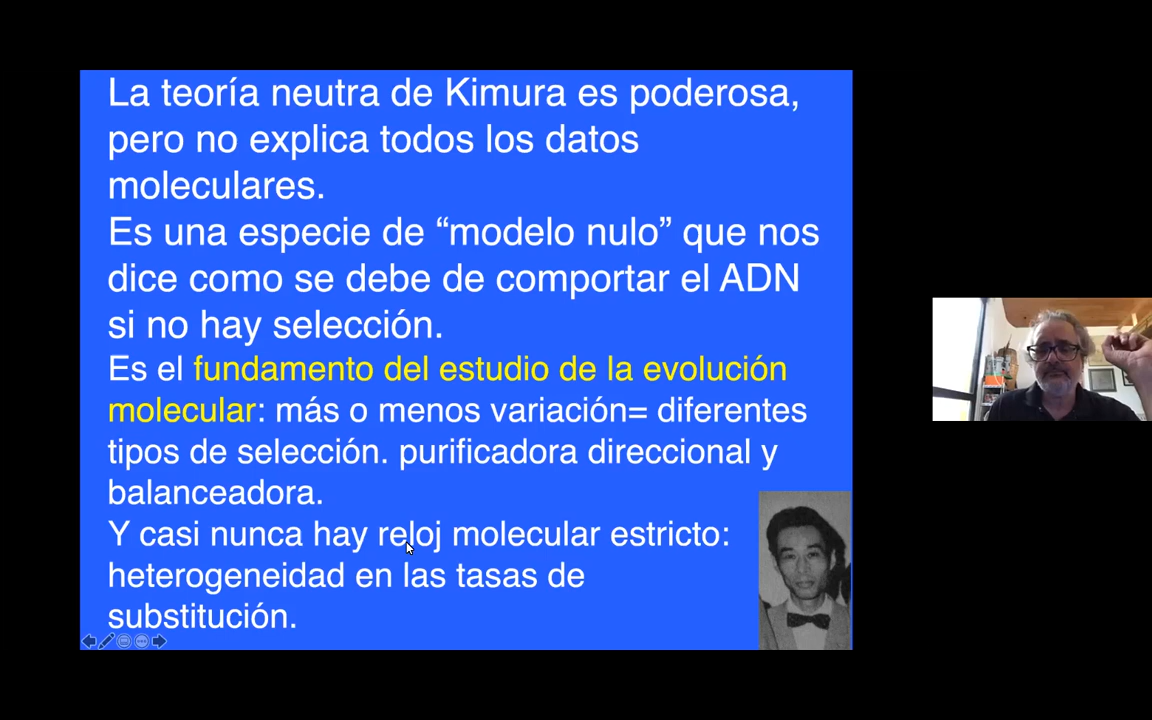 La teoría neutra de Kimura es poderosa,
pero no explica todos los datos
moleculares.
Es una especie de “modelo nulo” que nos
dice como se debe de comportar el ADN
si no hay selección.
Es el fundamento del estudio de la evolución
molecular: más o menos variación= diferentes
tipos de selección. purificadora direccional y
balanceadora.
Y casi nunca hay reloj molecular estricto:
heterogeneidad en las tasas de
substitución.